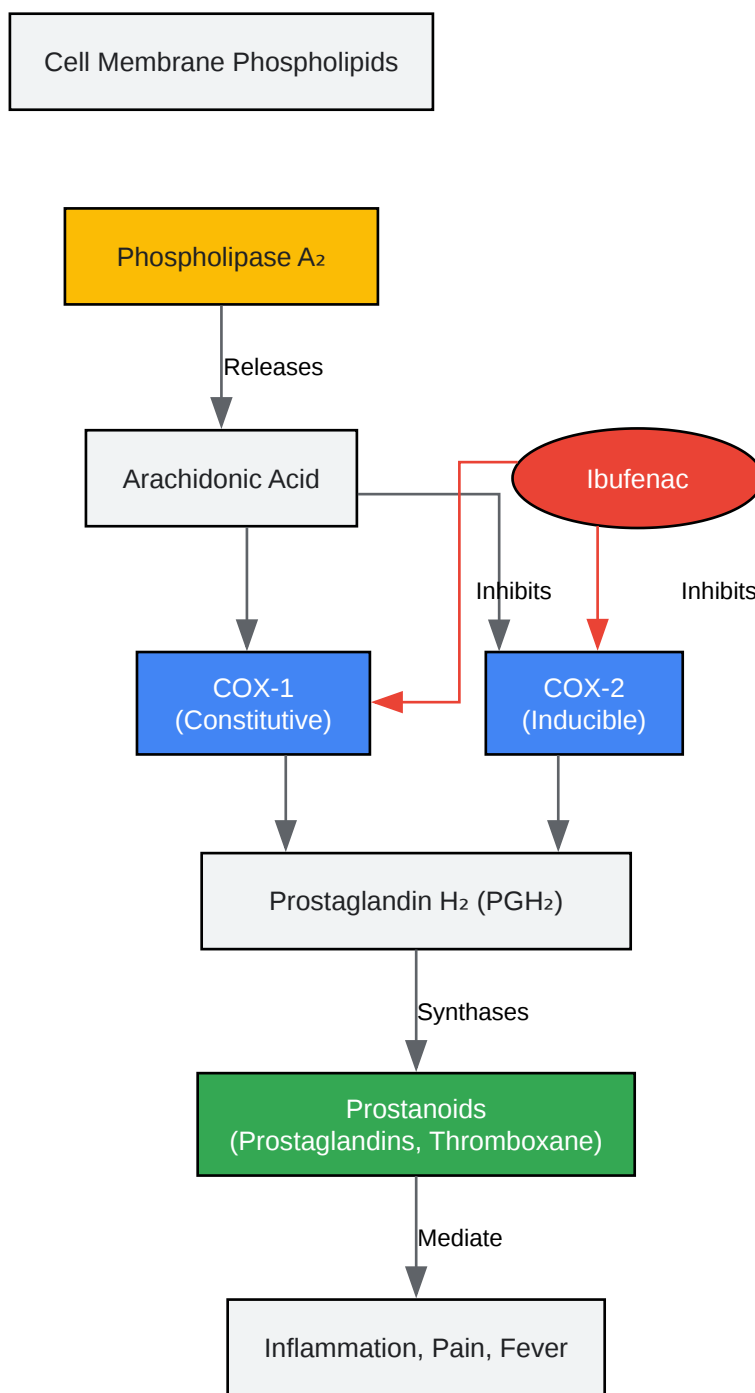 Cell Membrane Phospholipids
Phospholipase A₂
Releases
Arachidonic Acid
Ibufenac
Inhibits
Inhibits
COX-1
(Constitutive)
COX-2
(Inducible)
Prostaglandin H₂ (PGH₂)
Synthases
Prostanoids
(Prostaglandins, Thromboxane)
Mediate
Inflammation, Pain, Fever